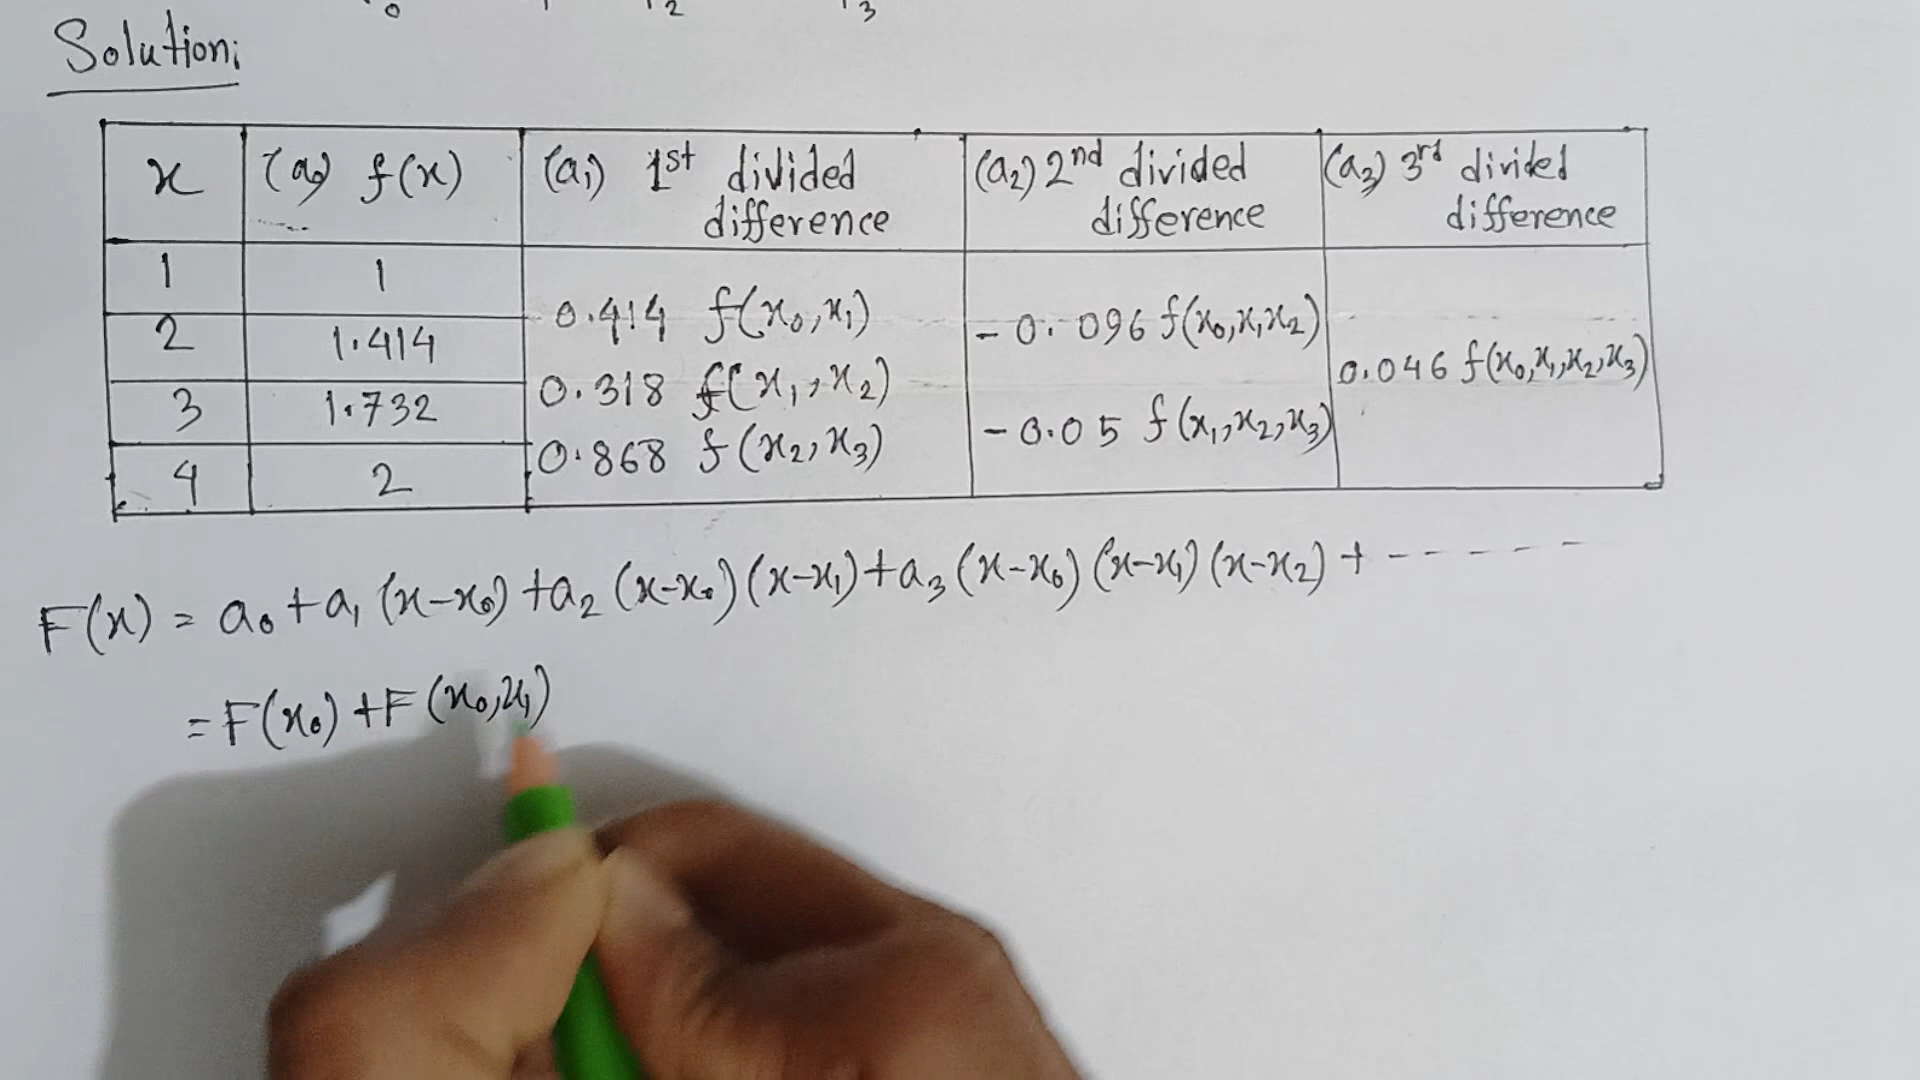 Solution:
x (a₀) f(x) (a₁) 1st divided difference (a₂) 2nd divided difference (a₃) 3rd divided difference
1 1
0.414 f(x₀,x₁)
2 1.414
-0.096 f(x₀,x₁,x₂)
0.318 f(x₁,x₂)
0.046 f(x₀,x₁,x₂,x₃)
3 1.732
-0.05 f(x₁,x₂,x₃)
0.868 f(x₂,x₃)
4 2
F(x) = a₀ + a₁ (x-x₀) + a₂ (x-x₀) (x-x₁) + a₃ (x-x₀) (x-x₁) (x-x₂) + ------
= F(x₀) + F(x₀,x₁)